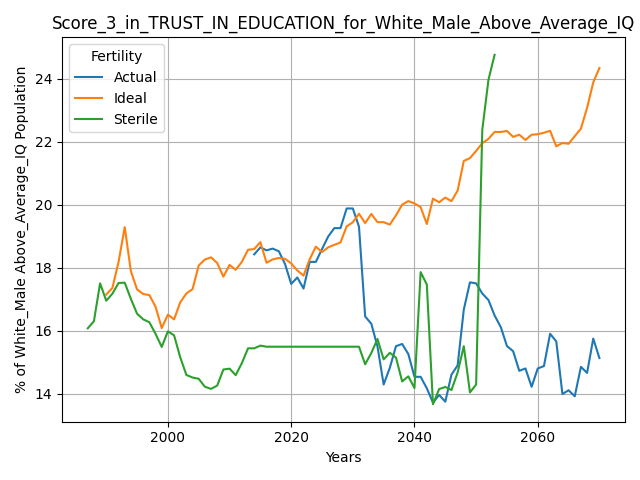 Score_3_in_TRUST_IN_EDUCATION_for_White_Male_Above_Average_IQ
Fertility
Actual
Ideal
Sterile
% of White_Male Above_Average_IQ Population
24
22
20
18
16
14
2000
2020
2040
2060
Years